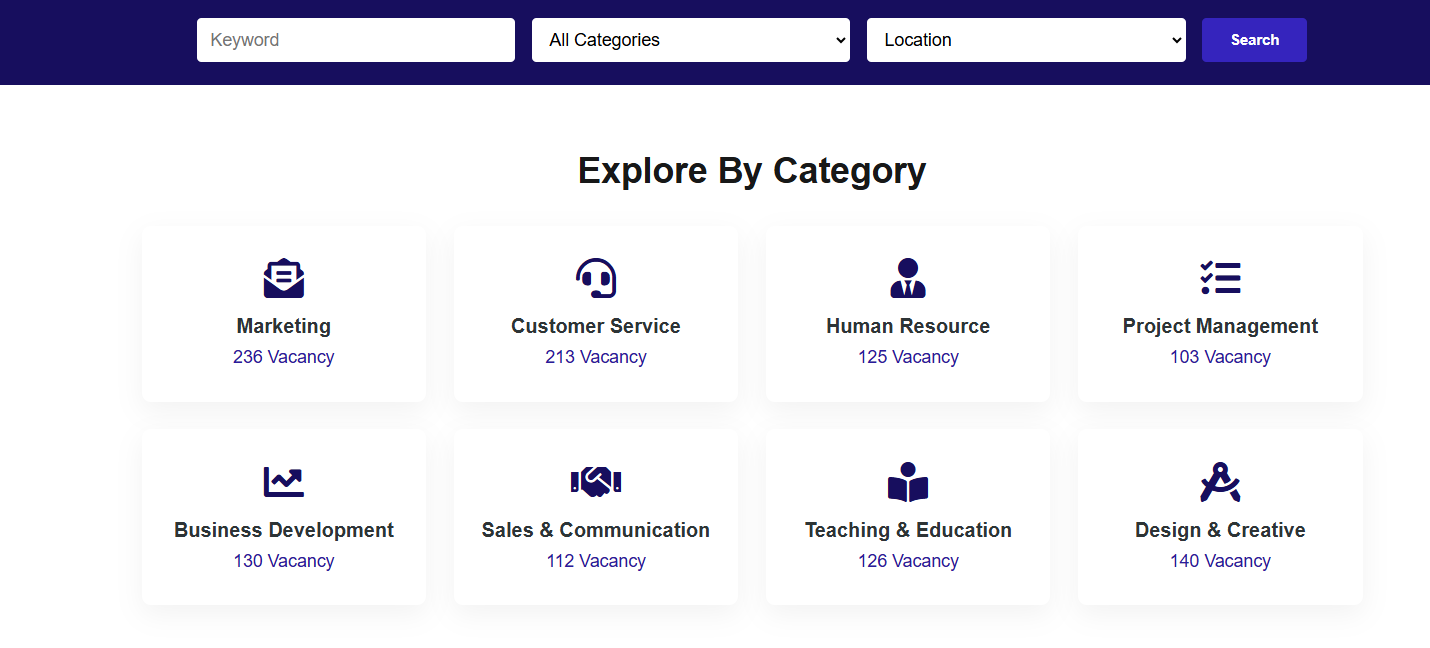 Keyword All Categories Location Search
Explore By Category
Marketing Customer Service Human Resource Project Management
236 Vacancy 213 Vacancy 125 Vacancy 103 Vacancy
Business Development Sales & Communication Teaching & Education Design & Creative
130 Vacancy 112 Vacancy 126 Vacancy 140 Vacancy